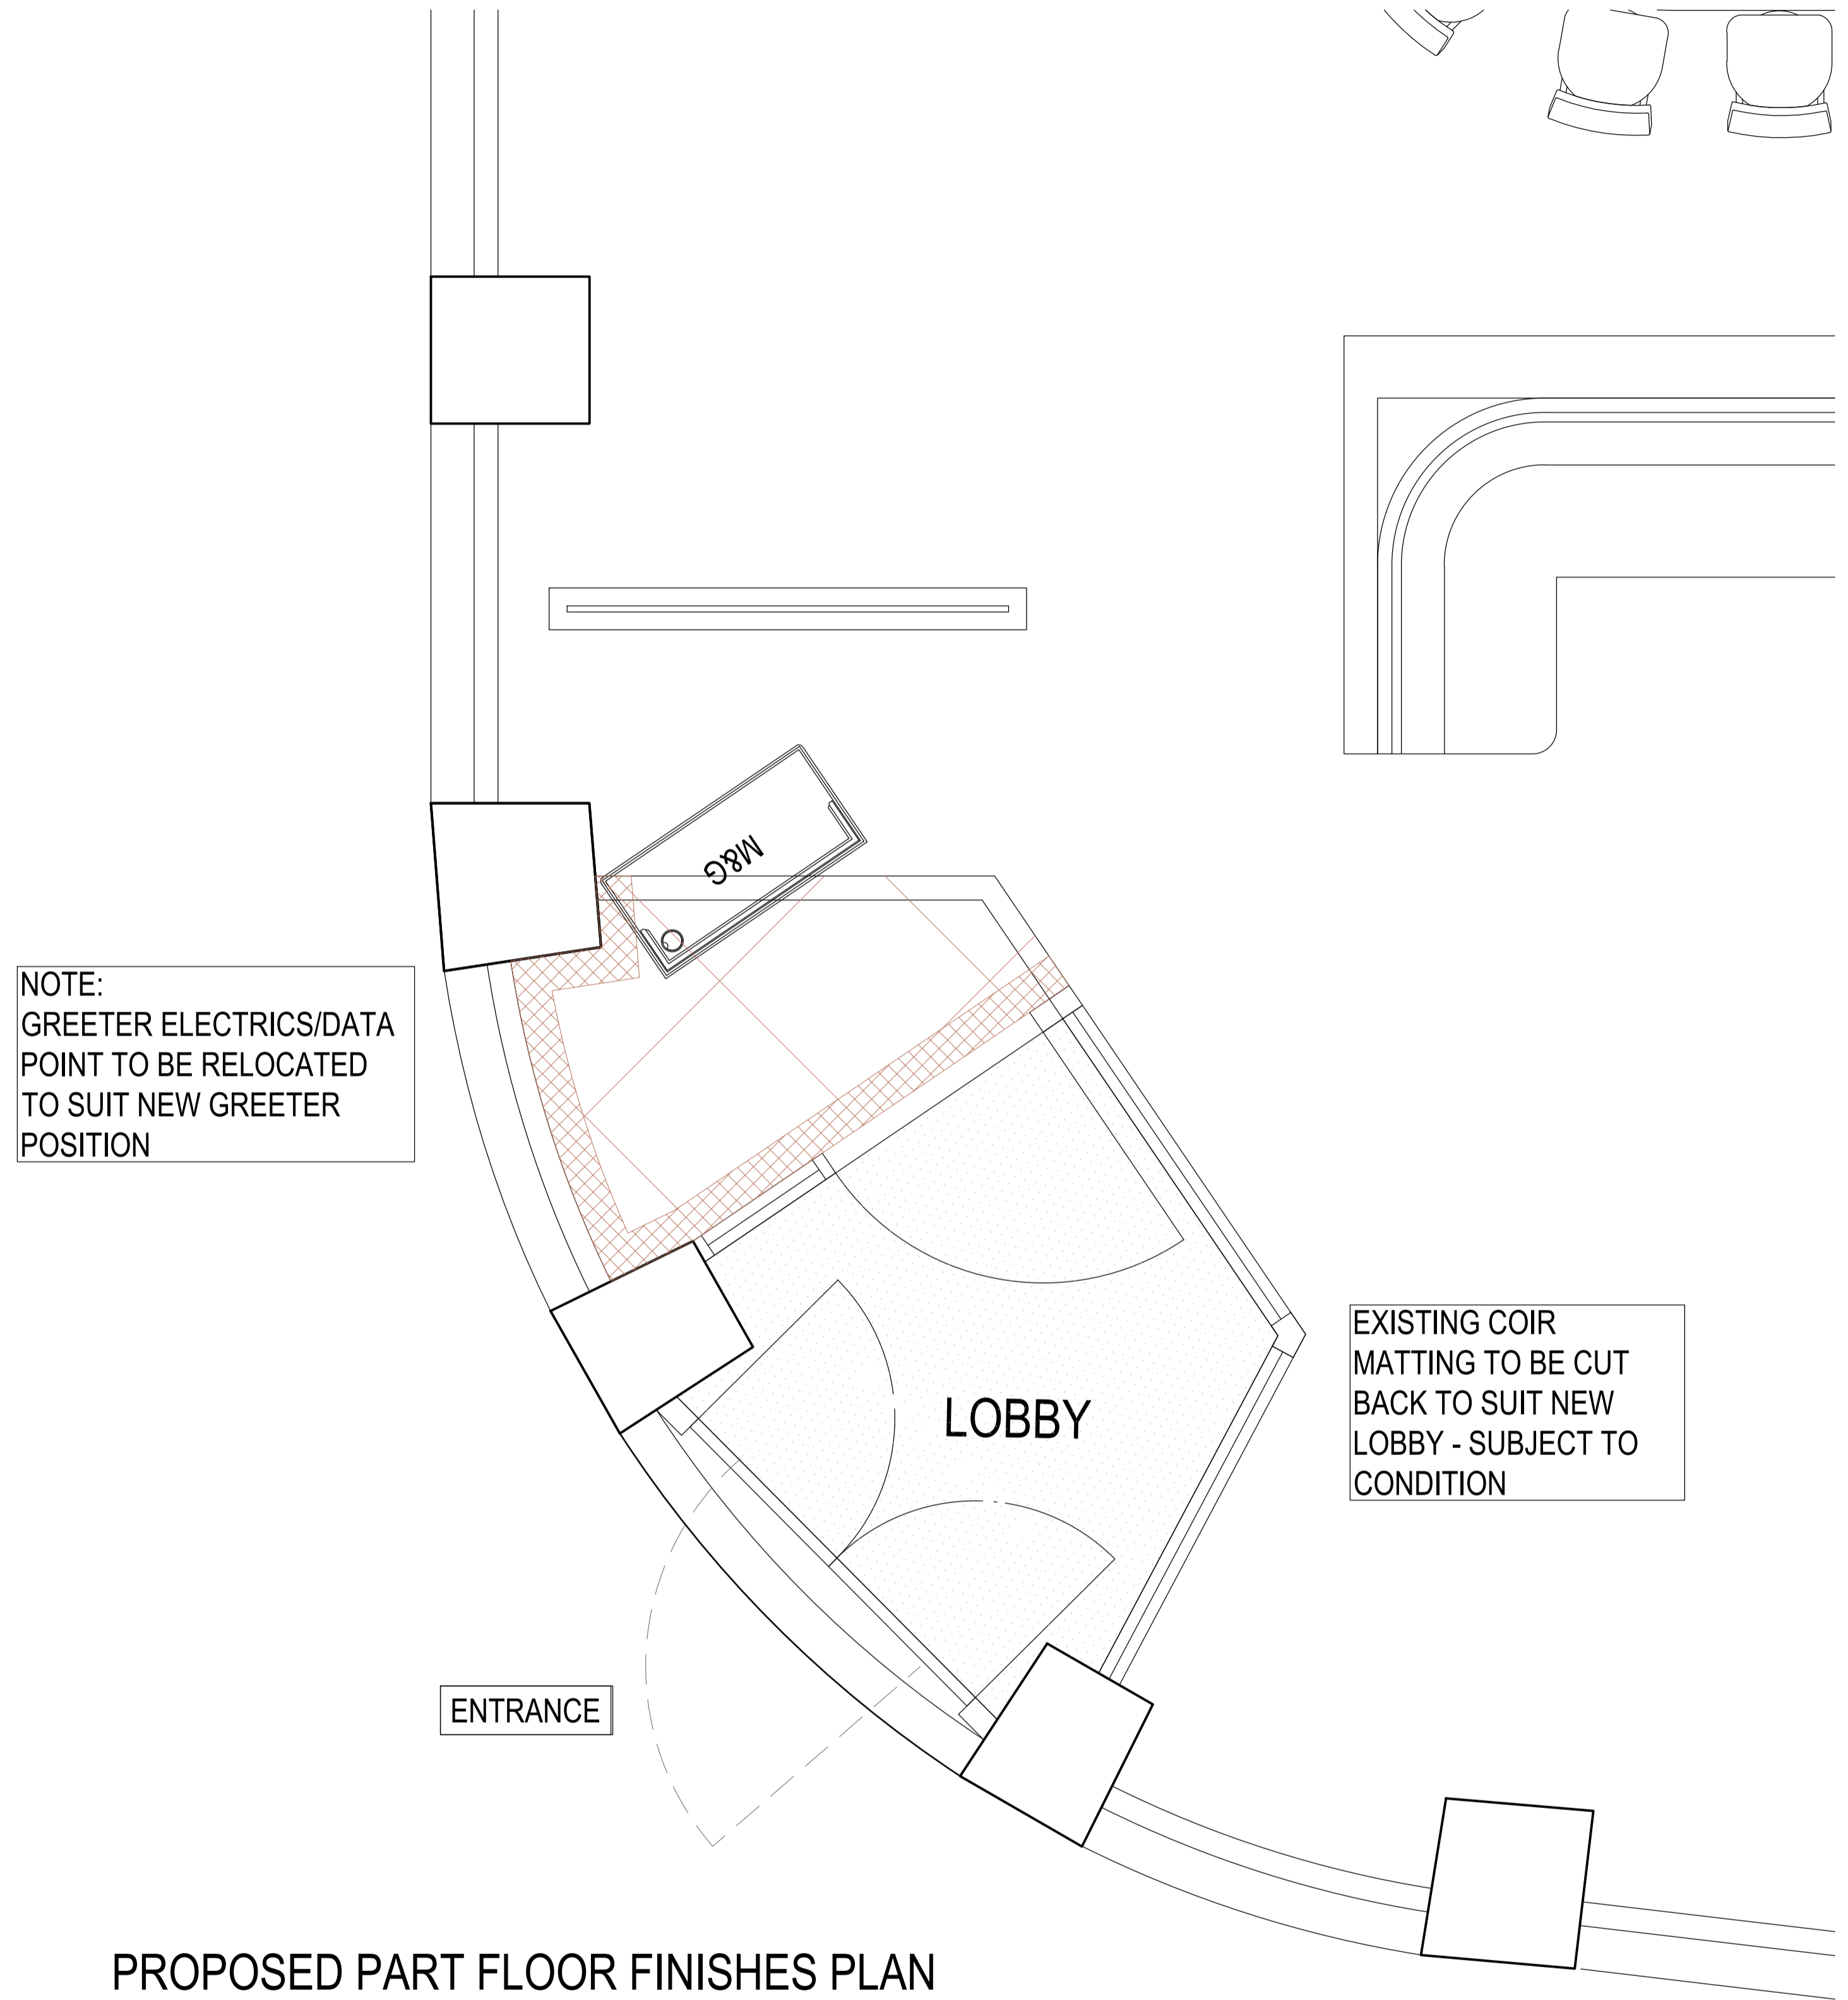 M&G
NOTE:
GREETER ELECTRICS/DATA
POINT TO BE RELOCATED
TO SUIT NEW GREETER
POSITION
EXISTING COIR
MATTING TO BE CUT
BACK TO SUIT NEW
LOBBY - SUBJECT TO
CONDITION
LOBBY
ENTRANCE
PROPOSED PART FLOOR FINISHES PLAN